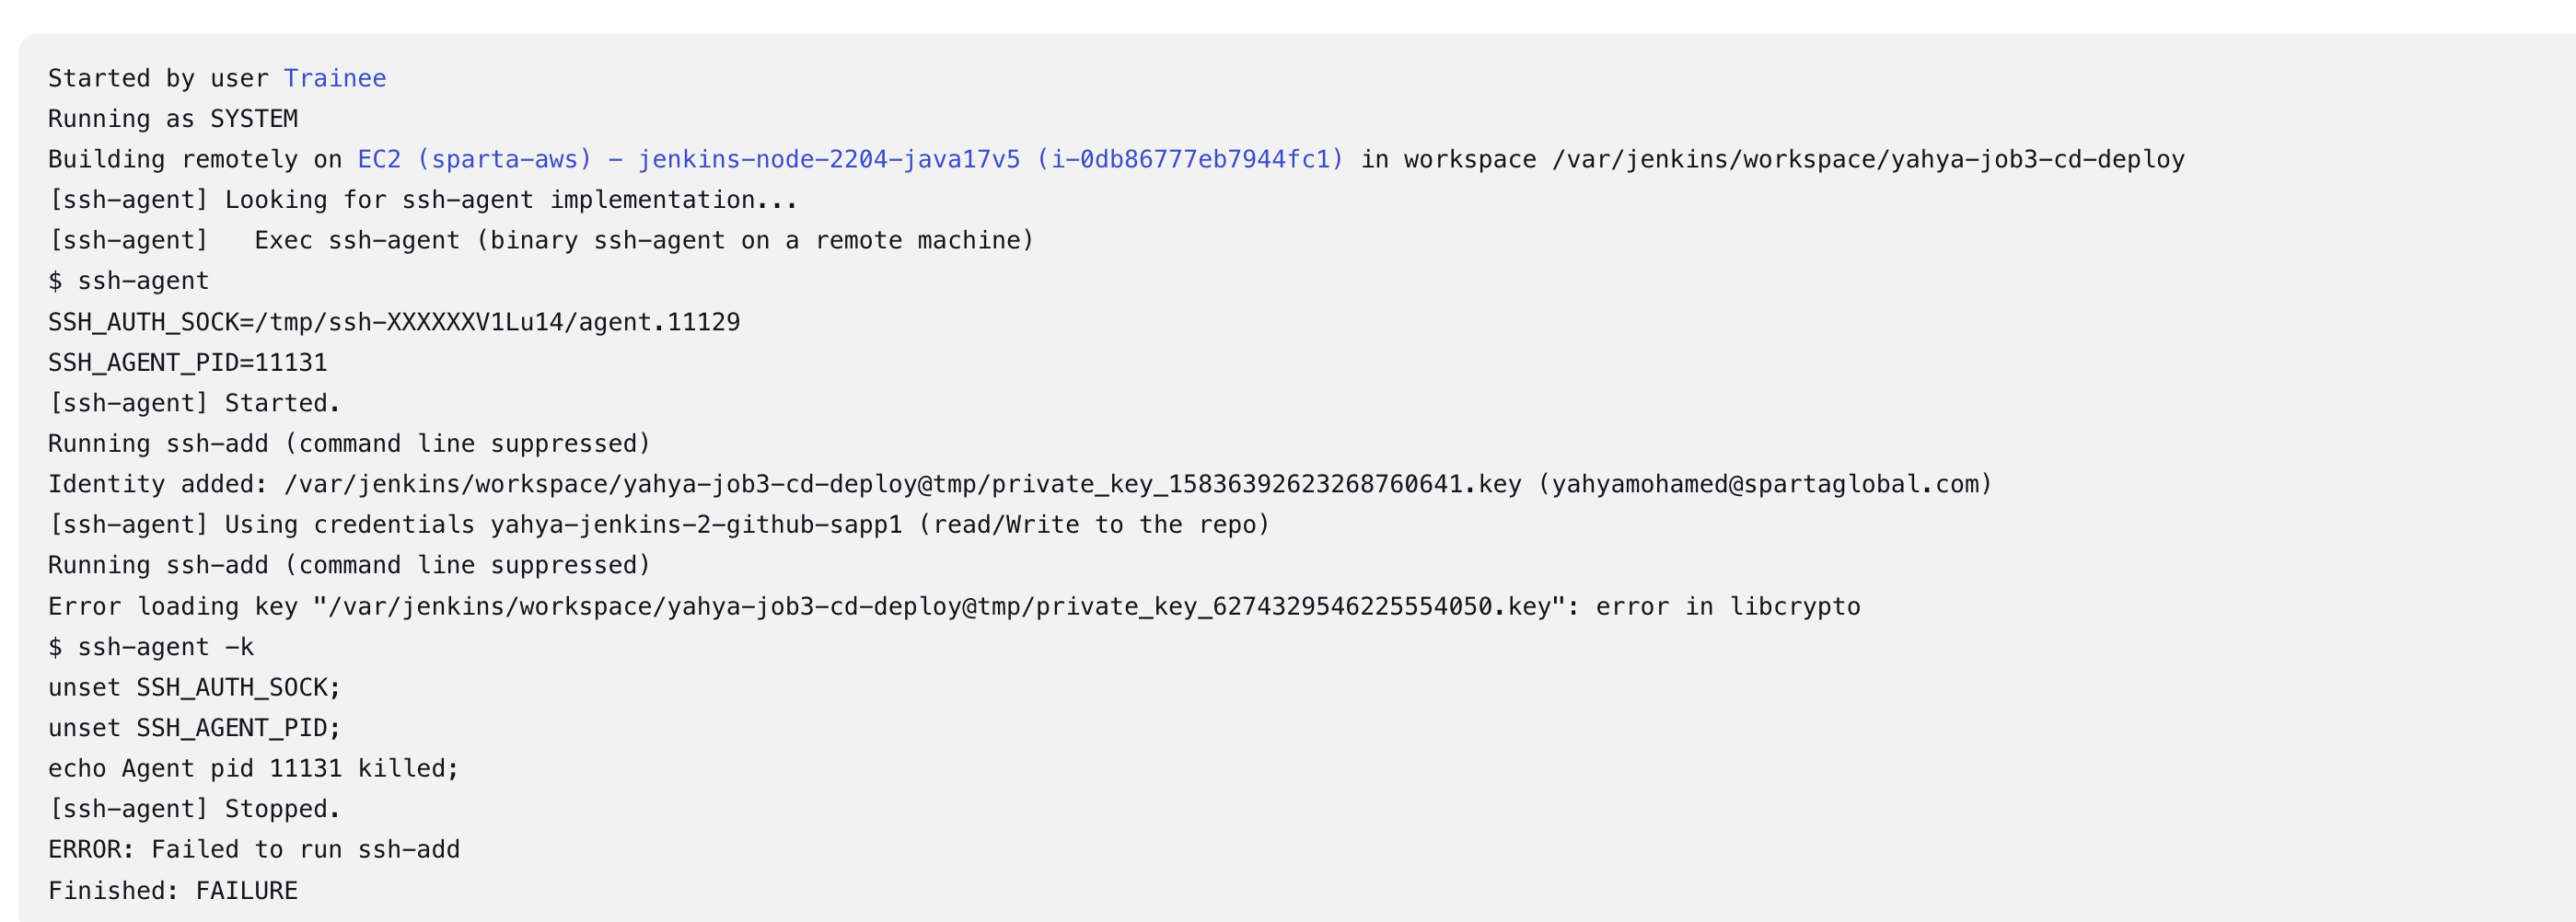 Started by user Trainee
Running as SYSTEM
Building remotely on EC2 (sparta-aws) - jenkins-node-2204-java17v5 (i-0db86777eb7944fc1) in workspace /var/jenkins/workspace/yahya-job3-cd-deploy
[ssh-agent] Looking for ssh-agent implementation...
[ssh-agent]   Exec ssh-agent (binary ssh-agent on a remote machine)
$ ssh-agent
SSH_AUTH_SOCK=/tmp/ssh-XXXXXXV1Lu14/agent.11129
SSH_AGENT_PID=11131
[ssh-agent] Started.
Running ssh-add (command line suppressed)
Identity added: /var/jenkins/workspace/yahya-job3-cd-deploy@tmp/private_key_15836392623268760641.key (yahyamohamed@spartaglobal.com)
[ssh-agent] Using credentials yahya-jenkins-2-github-sapp1 (read/Write to the repo)
Running ssh-add (command line suppressed)
Error loading key "/var/jenkins/workspace/yahya-job3-cd-deploy@tmp/private_key_6274329546225554050.key": error in libcrypto
$ ssh-agent -k
unset SSH_AUTH_SOCK;
unset SSH_AGENT_PID;
echo Agent pid 11131 killed;
[ssh-agent] Stopped.
ERROR: Failed to run ssh-add
Finished: FAILURE